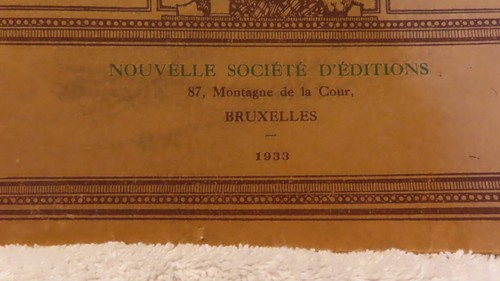 NOUVELLE SOCIÉTÉ D'ÉDITIONS
87, Montagne de la Cour,
BRUXELLES
—
1933